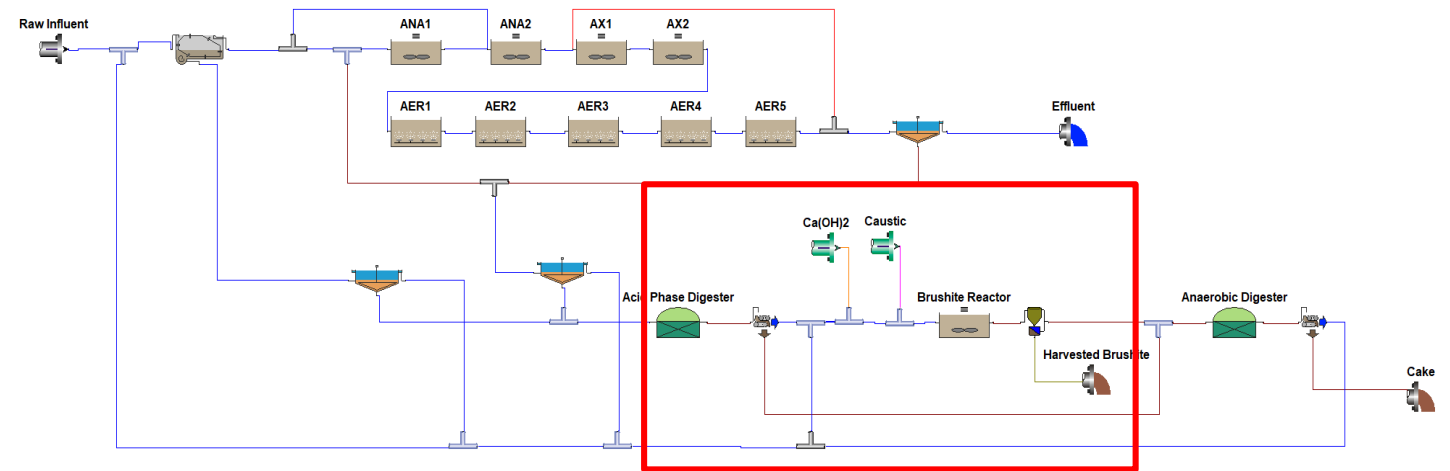 Raw Influent
ANA1
ANA2
AX1
AX2
AER1
AER2
AER3
AER4
AER5
Effluent
Ca(OH)2
Caustic
Acid Phase Digester
Brushite Reactor
Anaerobic Digester
Harvested Brushite
Cake